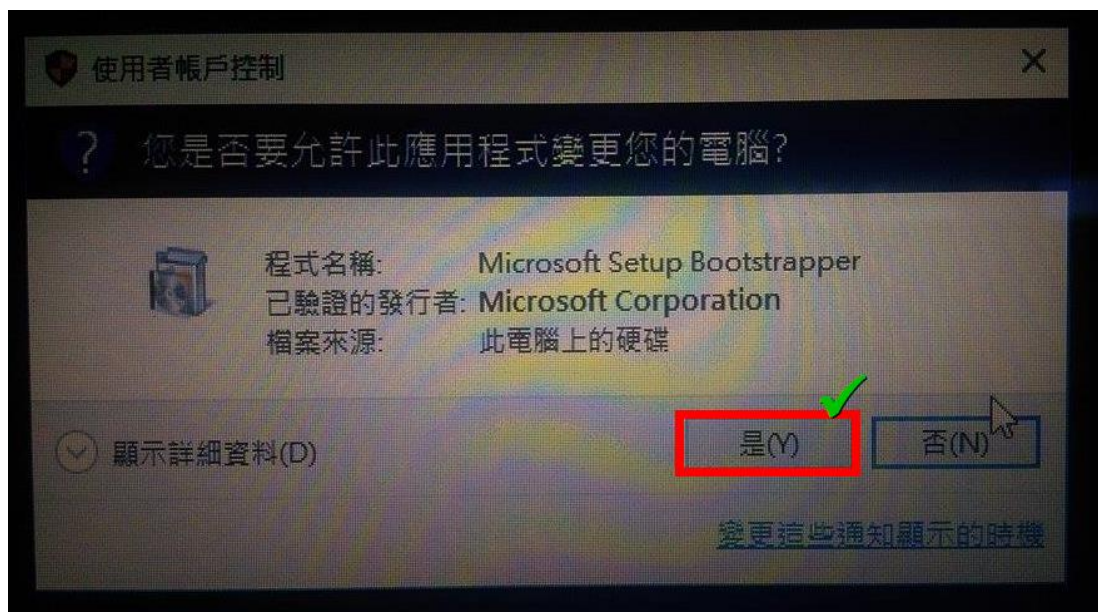 使用者帳戶控制
您是否要允許此應用程式變更您的電腦?
程式名稱: Microsoft Setup Bootstrapper
已驗證的發行者: Microsoft Corporation
檔案來源: 此電腦上的硬碟
顯示詳細資料(D)
是(Y)
否(N)
變更這些通知顯示的時機